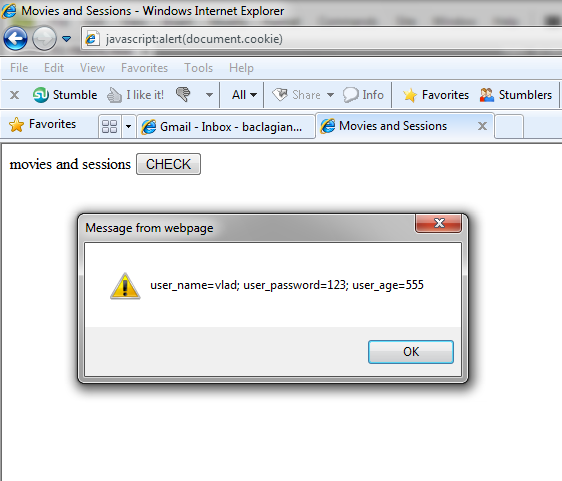 Movies and Sessions - Windows Internet Explorer
javascript:alert(document.cookie)
File Edit View Favorites Tools Help
x Stumble I like it! All Share Info Favorites Stumblers
Favorites Gmail - Inbox - baclagian... Movies and Sessions x
movies and sessions CHECK
Message from webpage
user_name=vlad; user_password=123; user_age=555
OK